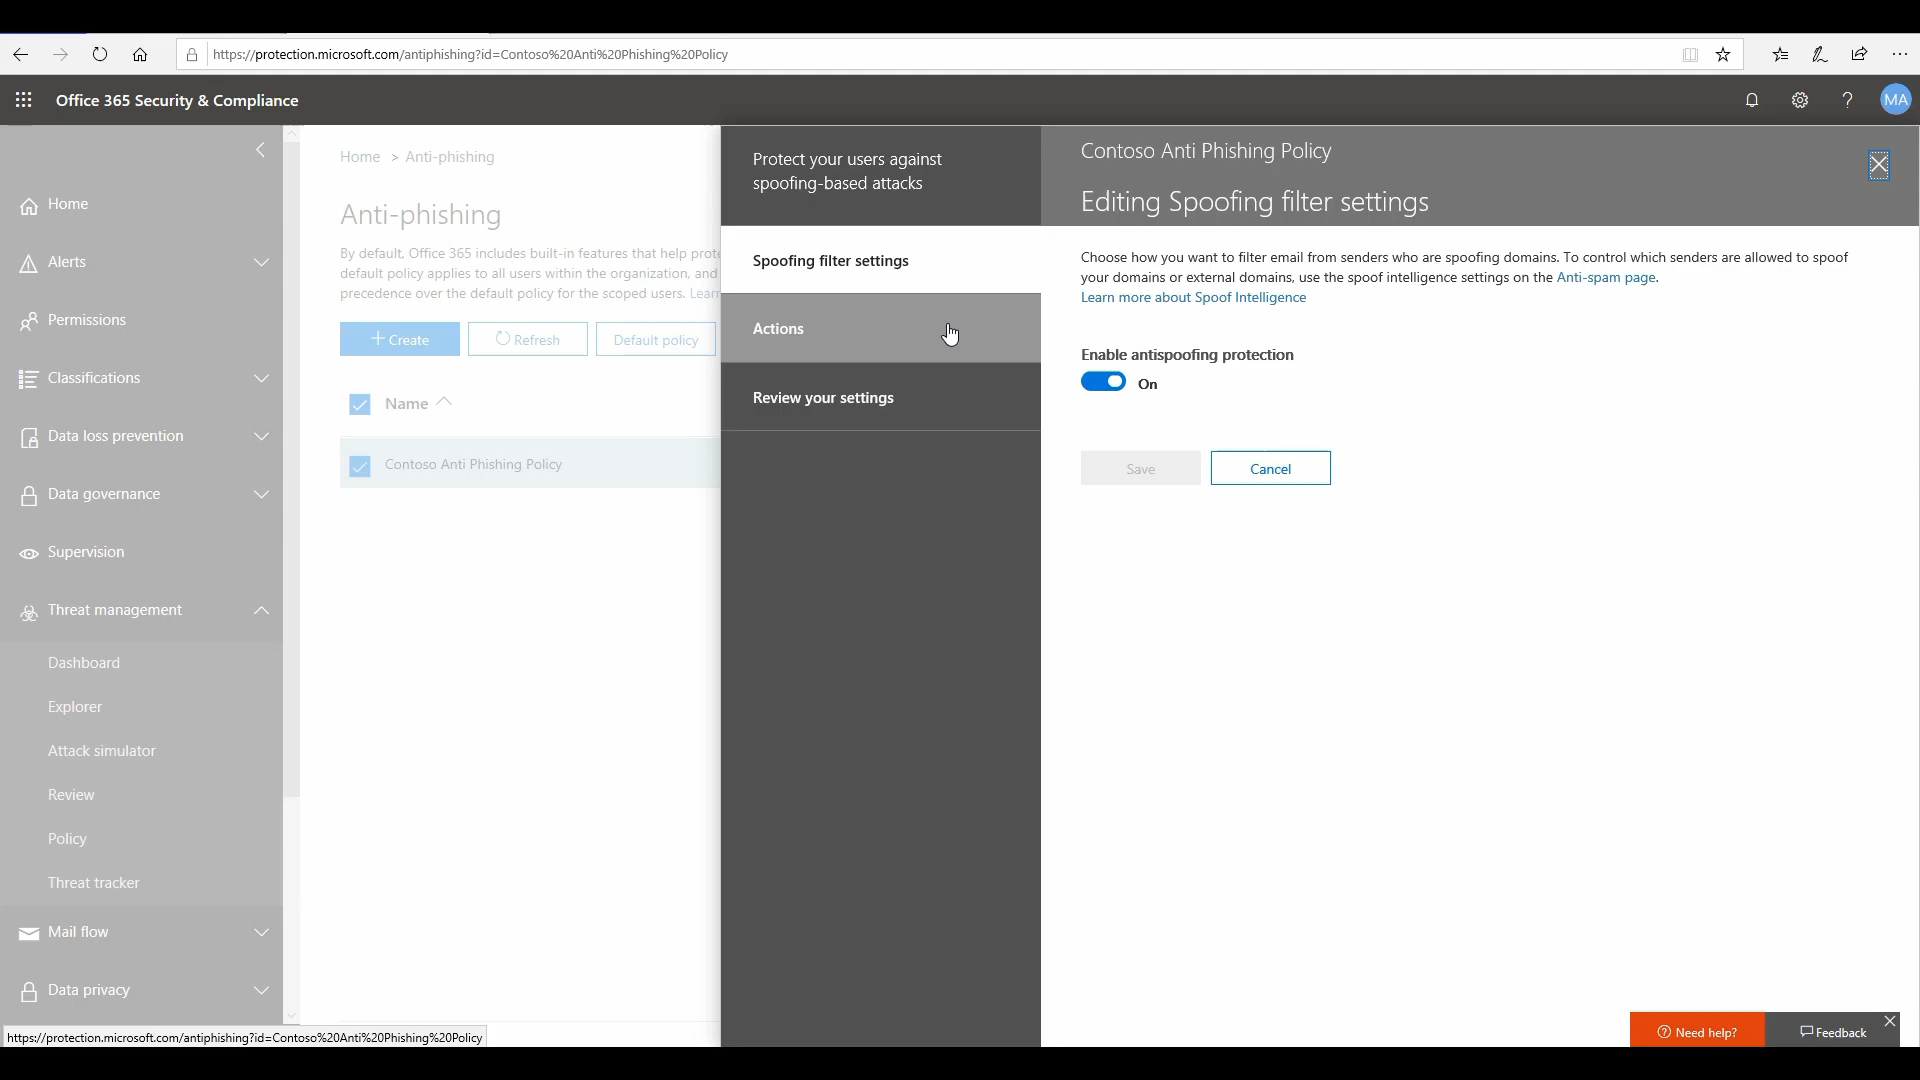 https://protection.microsoft.com/antiphishing?id=Contoso%20Anti%20Phishing%20Policy
Office 365 Security & Compliance
MA
Home
Alerts
Permissions
Classifications
Data loss prevention
Data governance
Supervision
Threat management
Dashboard
Explorer
Attack simulator
Review
Policy
Threat tracker
Mail flow
Data privacy
Home > Anti-phishing
Anti-phishing
By default, Office 365 includes built-in features that help prote
default policy applies to all users within the organization, and
precedence over the default policy for the scoped users. Learn
+ Create
Refresh
Default policy
Name
Contoso Anti Phishing Policy
Protect your users against
spoofing-based attacks
Spoofing filter settings
Actions
Review your settings
Contoso Anti Phishing Policy
Editing Spoofing filter settings
Choose how you want to filter email from senders who are spoofing domains. To control which senders are allowed to spoof
your domains or external domains, use the spoof intelligence settings on the Anti-spam page.
Learn more about Spoof Intelligence
Enable antispoofing protection
On
Save
Cancel
Need help?
Feedback
https://protection.microsoft.com/antiphishing?id=Contoso%20Anti%20Phishing%20Policy